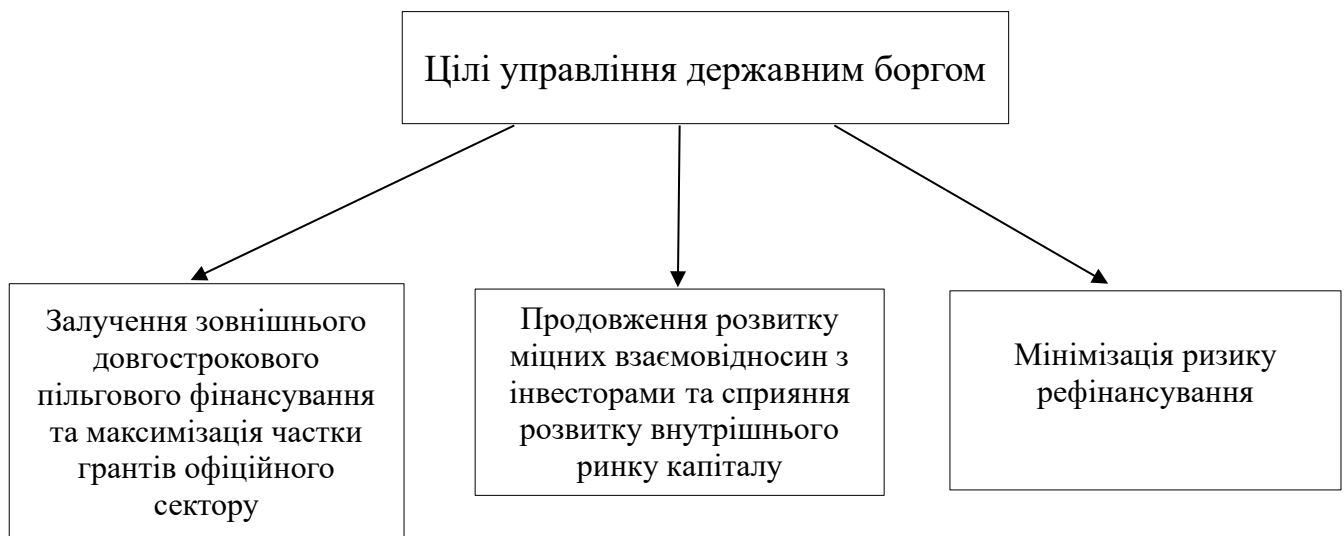 Цілі управління державним боргом
Залучення зовнішнього
довгострокового
пільгового фінансування
та максимізація частки
грантів офіційного
сектору
Продовження розвитку
міцних взаємовідносин з
інвесторами та сприяння
розвитку внутрішнього
ринку капіталу
Мінімізація ризику
рефінансування